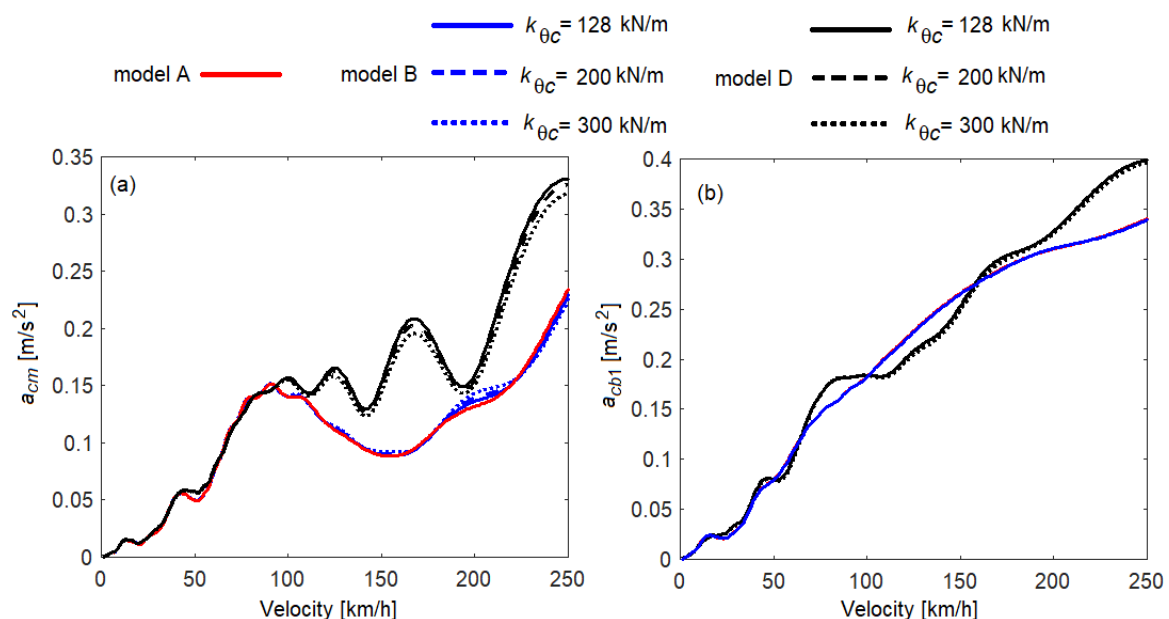 k_θc = 128 kN/m k_θc = 128 kN/m
model A model B k_θc = 200 kN/m model D k_θc = 200 kN/m
k_θc = 300 kN/m k_θc = 300 kN/m
(a)
0.35
0.3
0.25
0.2
0.15
0.1
0.05
0
a_cm [m/s²]
0 50 100 150 200 250
Velocity [km/h]
(b)
0.4
0.35
0.3
0.25
0.2
0.15
0.1
0.05
0
a_cb1 [m/s²]
0 50 100 150 200 250
Velocity [km/h]